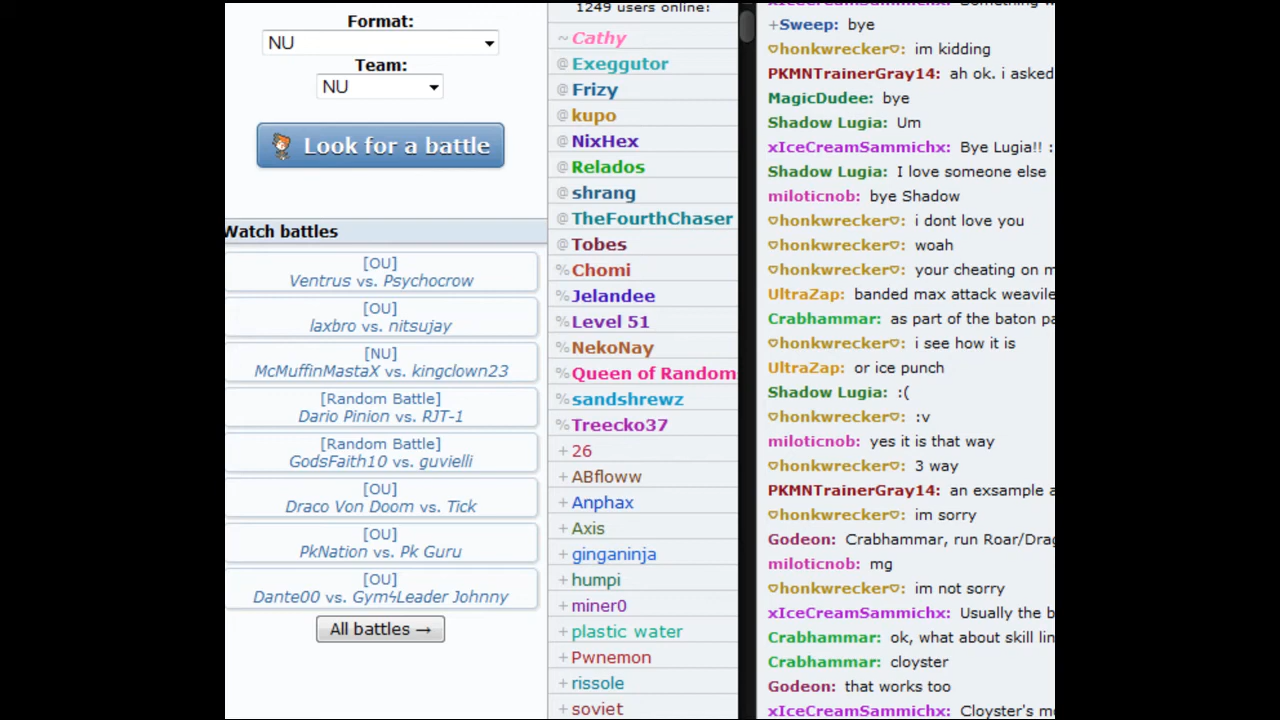 Format:
NU
Team:
NU
Look for a battle
Watch battles
[OU]
Ventrus vs. Psychocrow
[OU]
laxbro vs. nitsujay
[NU]
McMuffinMastaX vs. kingclown23
[Random Battle]
Dario Pinion vs. RJT-1
[Random Battle]
GodsFaith10 vs. guvielli
[OU]
Draco Von Doom vs. Tick
[OU]
PkNation vs. Pk Guru
[OU]
Dante00 vs. GymϟLeader Johnny
All battles →
1249 users online:
~ Cathy
@ Exeggutor
@ Frizy
@ kupo
@ NixHex
@ Relados
@ shrang
@ TheFourthChaser
@ Tobes
% Chomi
% Jelandee
% Level 51
% NekoNay
% Queen of Random
% sandshrewz
% Treecko37
+ 26
+ ABfloww
+ Anphax
+ Axis
+ ginganinja
+ humpi
+ miner0
+ plastic water
+ Pwnemon
+ rissole
+ soviet
+Sweep: bye
♡honkwrecker♡: im kidding
PKMNTrainerGray14: ah ok. i asked
MagicDudee: bye
Shadow Lugia: Um
xIceCreamSammichx: Bye Lugia!! :
Shadow Lugia: I love someone else
miloticnob: bye Shadow
♡honkwrecker♡: i dont love you
♡honkwrecker♡: woah
♡honkwrecker♡: your cheating on m
UltraZap: banded max attack weavile
Crabhammar: as part of the baton pa
♡honkwrecker♡: i see how it is
UltraZap: or ice punch
Shadow Lugia: :(
♡honkwrecker♡: :v
miloticnob: yes it is that way
♡honkwrecker♡: 3 way
PKMNTrainerGray14: an exsample a
♡honkwrecker♡: im sorry
Godeon: Crabhammar, run Roar/Drag
miloticnob: mg
♡honkwrecker♡: im not sorry
xIceCreamSammichx: Usually the b
Crabhammar: ok, what about skill lin
Crabhammar: cloyster
Godeon: that works too
xIceCreamSammichx: Cloyster's m